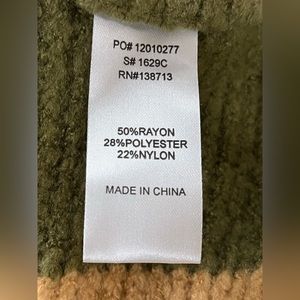 PO# 12010277
S# 1629C
RN#138713
50%RAYON
28%POLYESTER
22%NYLON
MADE IN CHINA